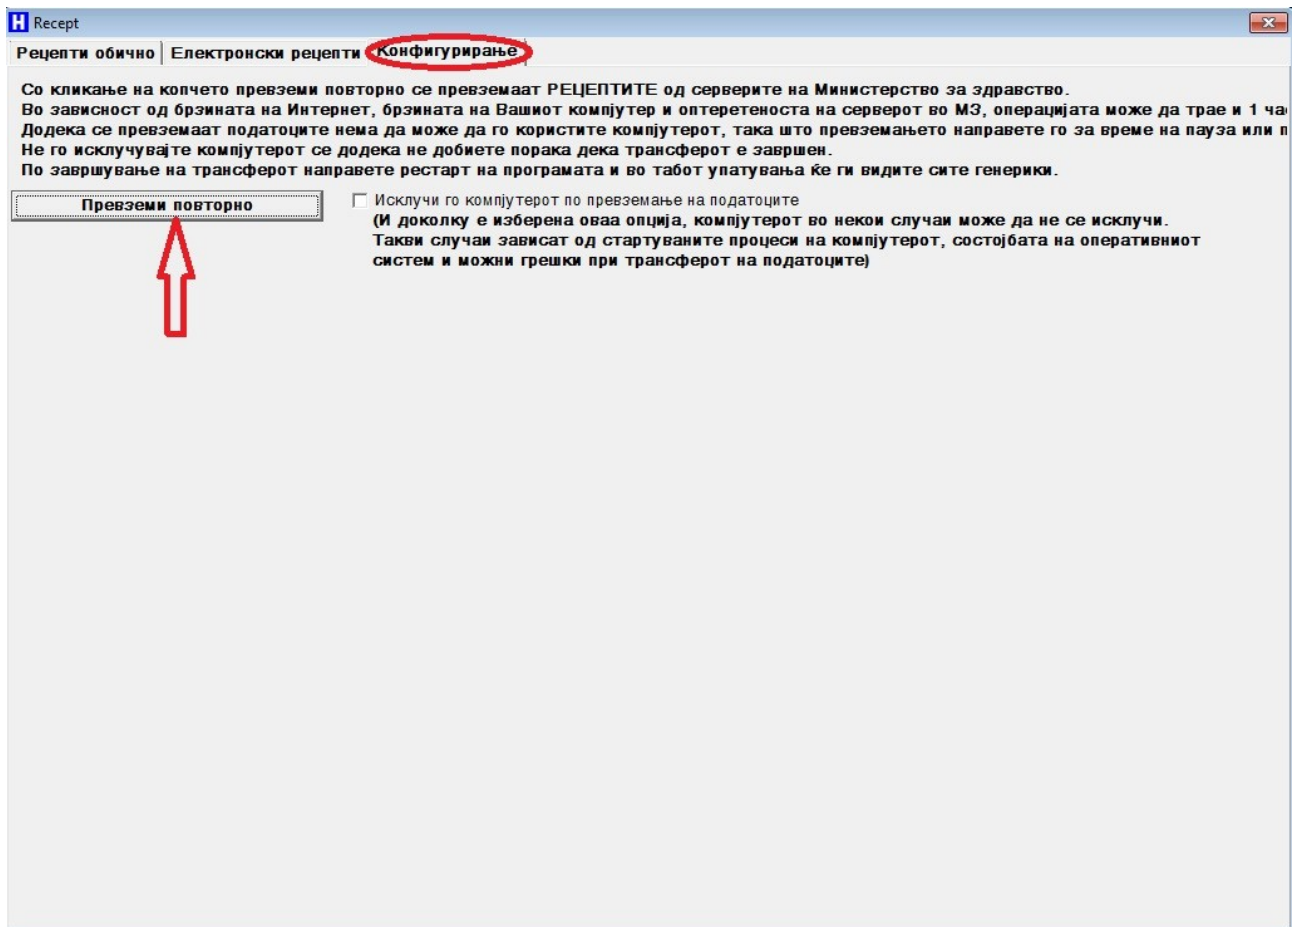 H Recept
Рецепти обично Електронски рецепти Конфигурирање
Со кликање на копчето превземи повторно се превземаат РЕЦЕПТИТЕ од серверите на Министерство за здравство.
Во зависност од брзината на Интернет, брзината на Вашиот компјутер и оптеретеноста на серверот во МЗ, операцијата може да трае и 1
Додека се превземаат податоците нема да може да го користите компјутерот, така што превземањето направете го за време на пауза или
Не го исклучувајте компјутерот се додека не добиете порака дека трансферот е завршен.
По завршување на трансферот направете рестарт на програмата и во табот упатувања ќе ги видите сите генерики.
Превземи повторно
Исклучи го компјутерот по превземање на податоците
(И доколку е изберена оваа опција, компјутерот во некои случаи може да не се исклучи.
Такви случаи зависат од стартуваните процеси на компјутерот, состојбата на оперативниот
систем и можни грешки при трансферот на податоците)